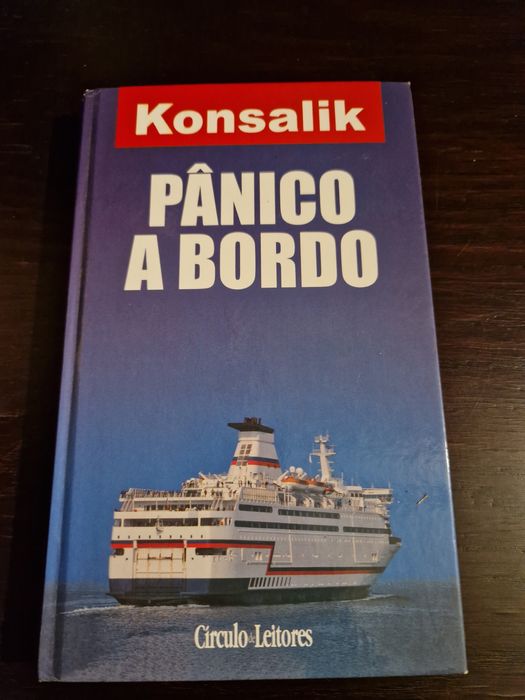 Konsalik
PÂNICO
A BORDO
Círculo de Leitores